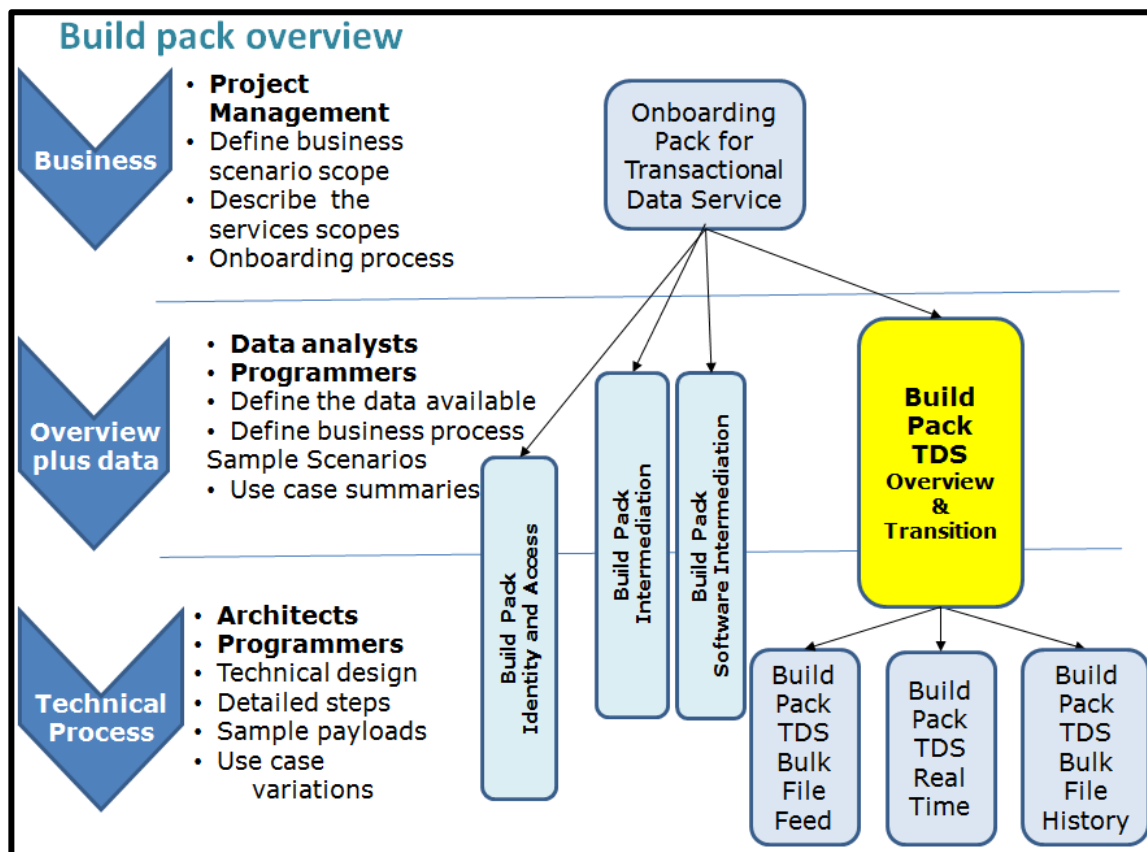 Build pack overview
Business
• Project
Management
• Define business
scenario scope
• Describe the
services scopes
• Onboarding process
Onboarding
Pack for
Transactional
Data Service
Overview
plus data
• Data analysts
• Programmers
• Define the data available
• Define business process
Sample Scenarios
• Use case summaries
Build Pack
Identity and Access
Build Pack
Intermediation
Build Pack
Software Intermediation
Build
Pack
TDS
Overview
&
Transition
Technical
Process
• Architects
• Programmers
• Technical design
• Detailed steps
• Sample payloads
• Use case
variations
Build
Pack
TDS
Bulk
File
Feed
Build
Pack
TDS
Real
Time
Build
Pack
TDS
Bulk
File
History